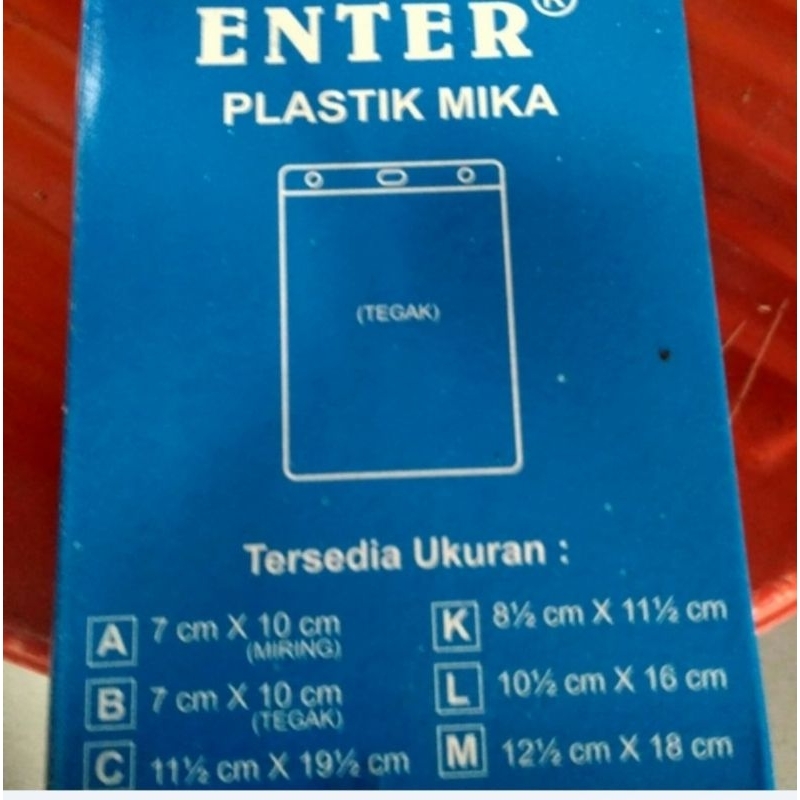 ENTER®
PLASTIK MIKA
(TEGAK)
Tersedia Ukuran :
A 7 cm X 10 cm
(MIRING)
B 7 cm X 10 cm
(TEGAK)
C 11½ cm X 19½ cm
K 8½ cm X 11½ cm
L 10½ cm X 16 cm
M 12½ cm X 18 cm